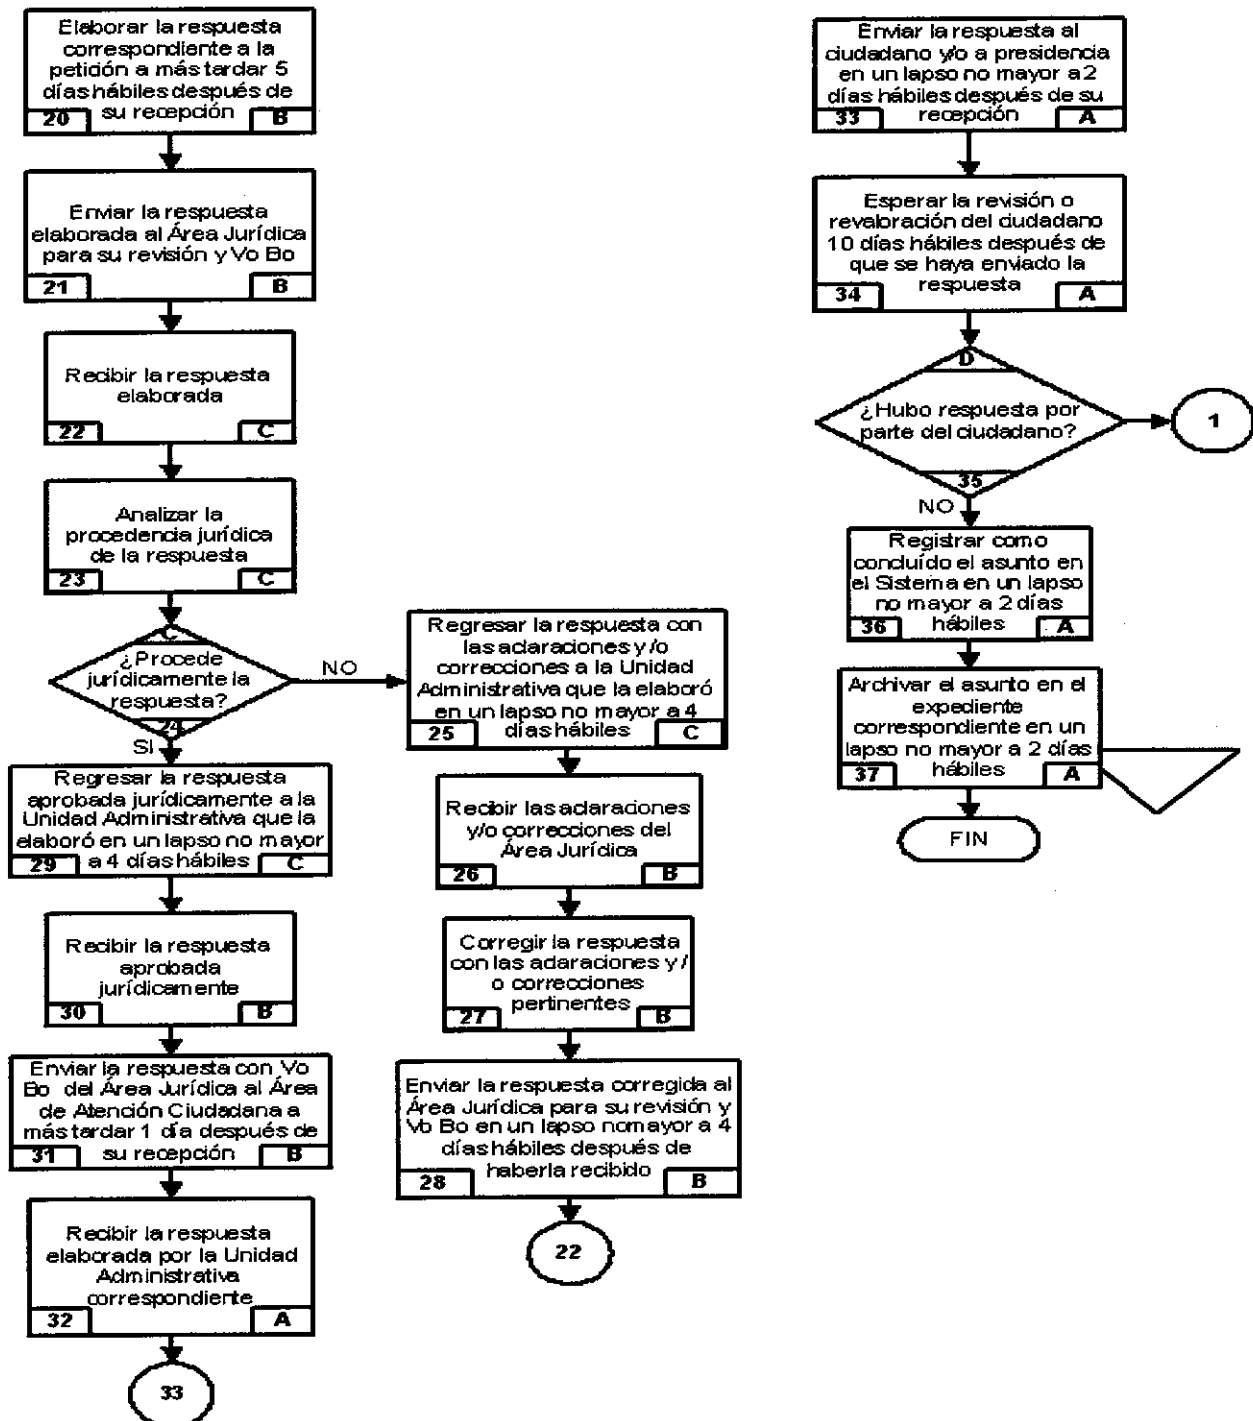 Elaborar la respuesta
correspondiente a la
petición a más tardar 5
días hábiles después de
su recepción
20
B
Enviar la respuesta
elaborada al Área Jurídica
para su revisión y Vo Bo
21
B
Recibir la respuesta
elaborada
22
C
Analizar la
procedencia jurídica
de la respuesta
23
C
C
¿Procede
jurídicamente la
respuesta?
24
NO
SI
Regresar la respuesta
aprobada jurídicamente a la
Unidad Administrativa que la
elaboró en un lapso no mayor
a 4 días hábiles
29
C
Recibir la respuesta
aprobada
jurídicamente
30
B
Enviar la respuesta con Vo
Bo del Área Jurídica al Área
de Atención Ciudadana a
más tardar 1 día después de
su recepción
31
B
Recibir la respuesta
elaborada por la Unidad
Administrativa
correspondiente
32
A
33
Regresar la respuesta con
las aclaraciones y /o
correcciones a la Unidad
Administrativa que la elaboró
en un lapso no mayor a 4
días hábiles
25
C
Recibir las aclaraciones
y/o correcciones del
Área Jurídica
26
B
Corregir la respuesta
con las aclaraciones y /
o correcciones
pertinentes
27
B
Enviar la respuesta corregida al
Área Jurídica para su revisión y
Vo Bo en un lapso nomayor a 4
días hábiles después de
haberla recibido
28
B
22
Enviar la respuesta al
ciudadano y/o a presidencia
en un lapso no mayor a 2
días hábiles después de su
recepción
33
A
Esperar la revisión o
revaloración del ciudadano
10 días hábiles después de
que se haya enviado la
respuesta
34
A
D
¿Hubo respuesta por
parte del ciudadano?
35
1
NO
Registrar como
concluído el asunto en
el Sistema en un lapso
no mayor a 2 días
hábiles
36
A
Archivar el asunto en el
expediente
correspondiente en un
lapso no mayor a 2 días
hábiles
37
A
FIN